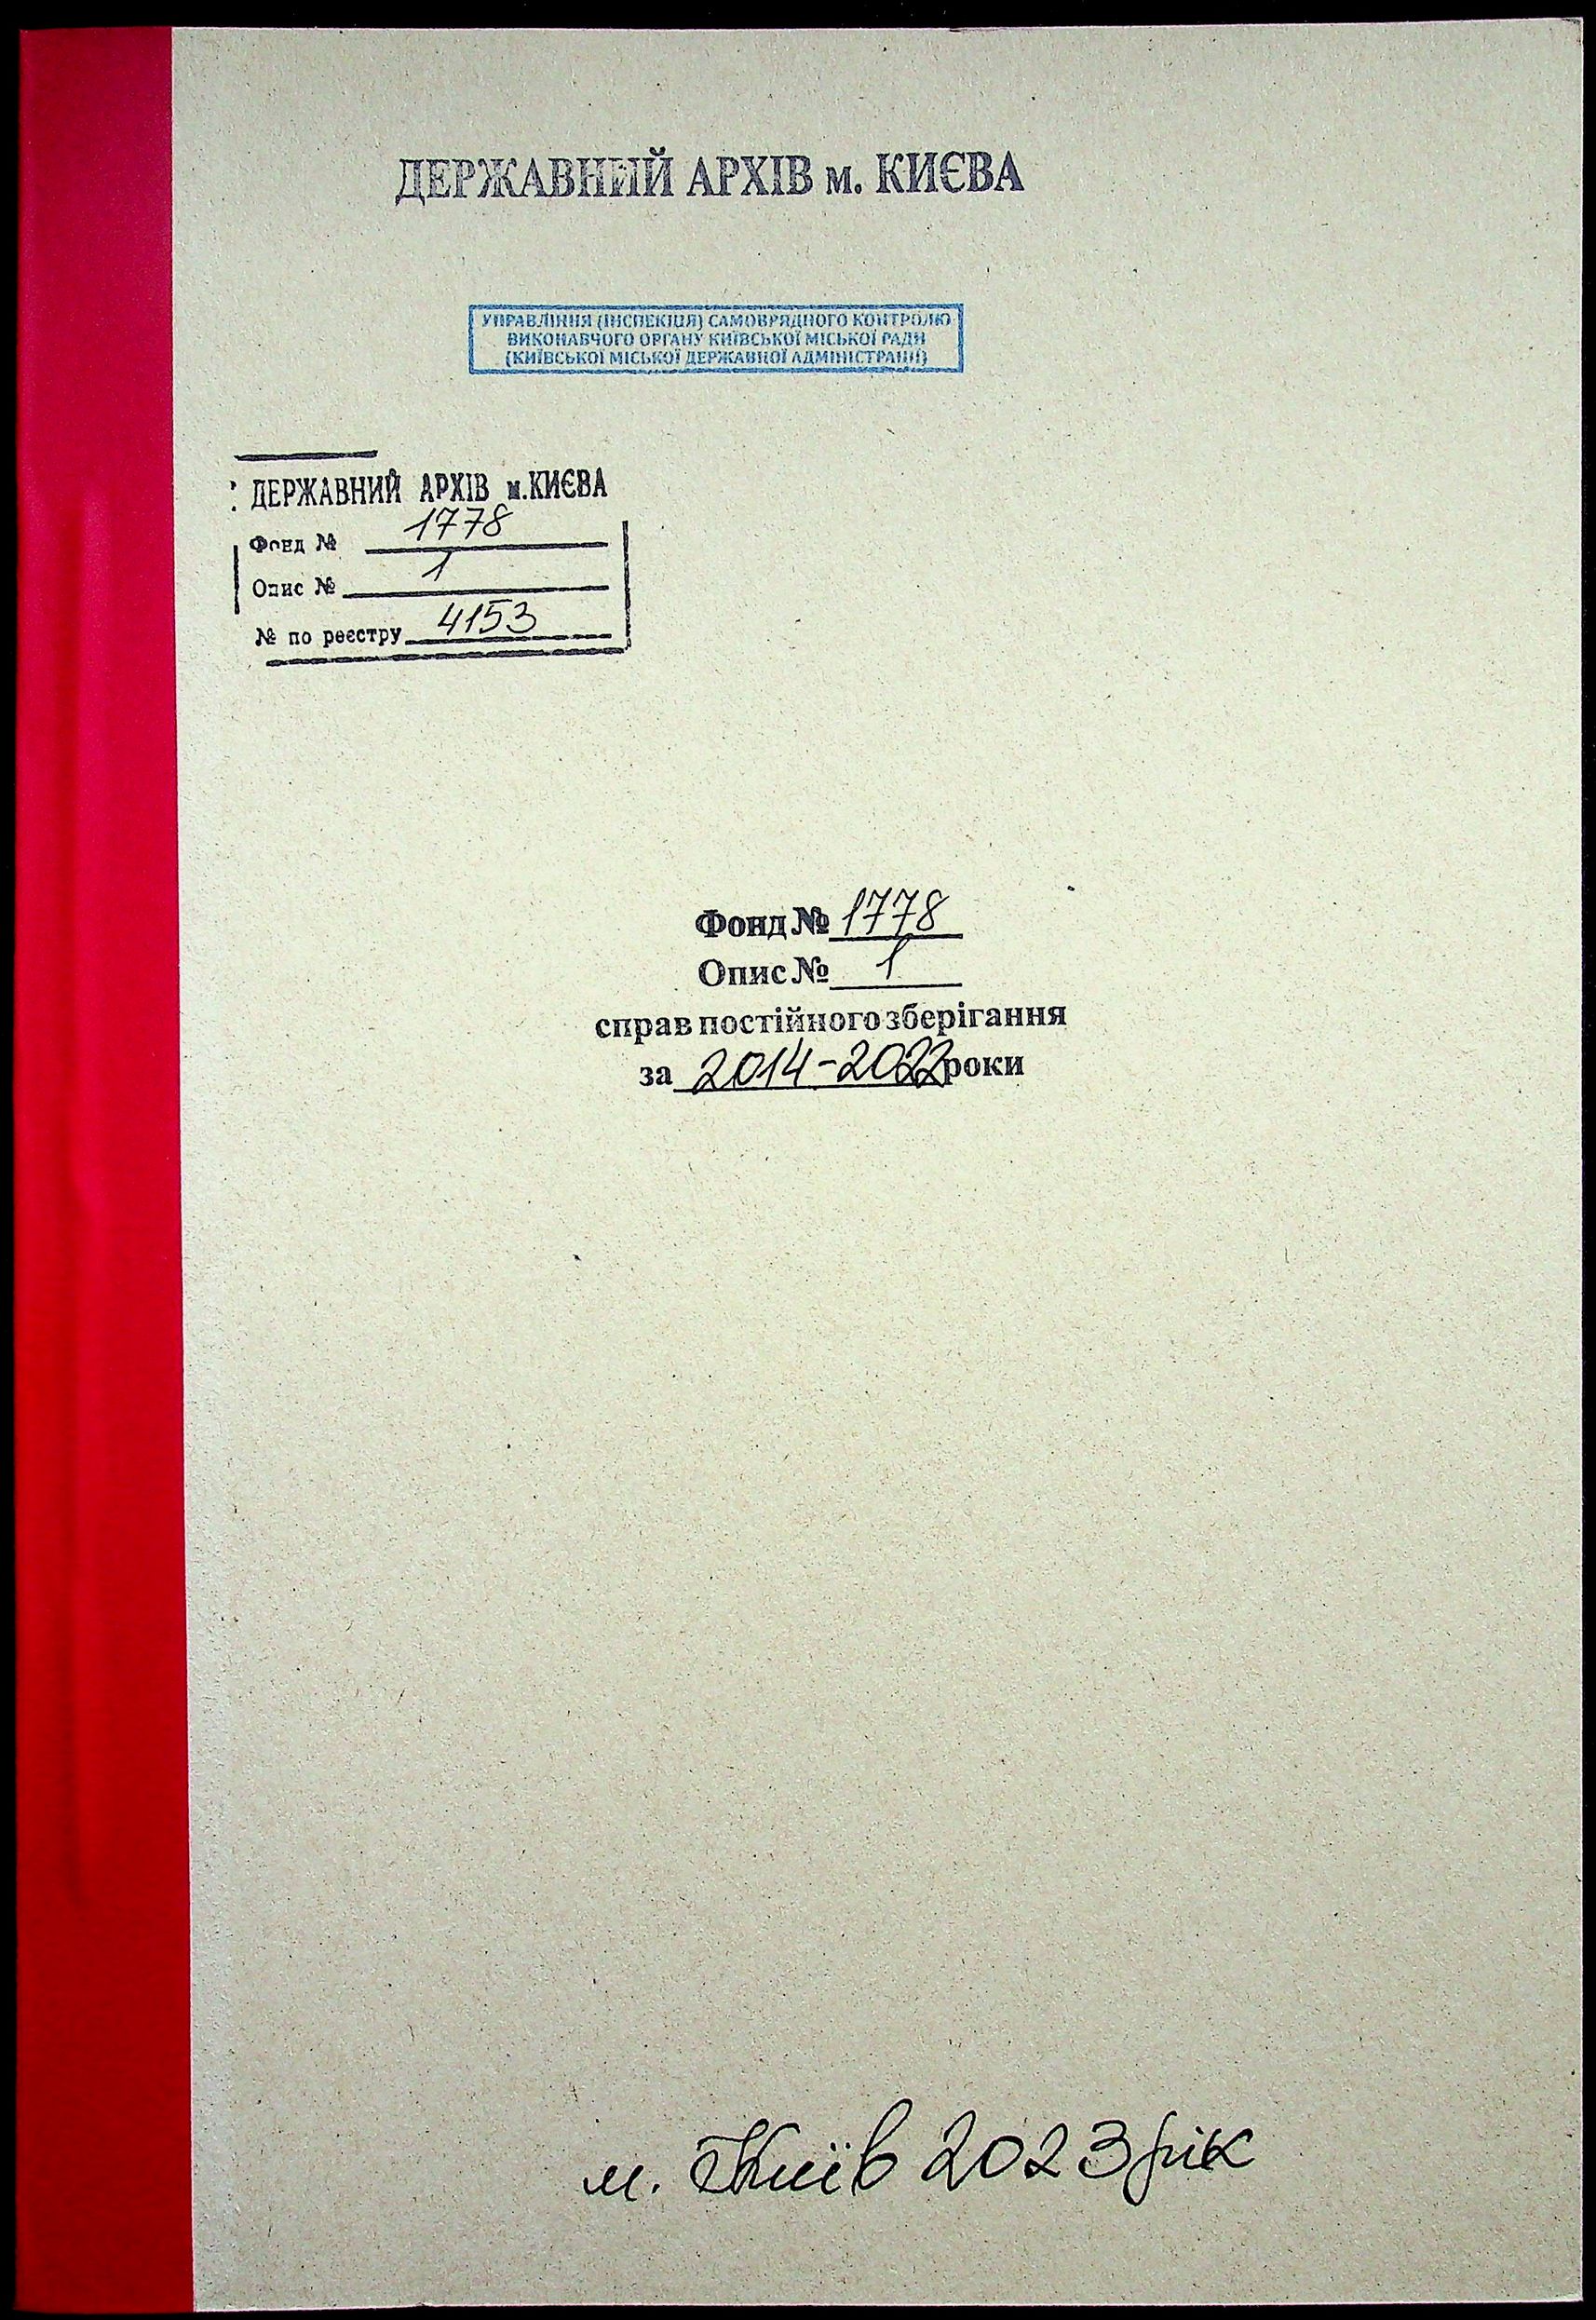 ДЕРЖАВНИЙ АРХІВ м. КИЄВА
УПРАВЛІННЯ (ІНСПЕКЦІЯ) САМОВРЯДНОГО КОНТРОЛЮ
ВИКОНАВЧОГО ОРГАНУ КИЇВСЬКОЇ МІСЬКОЇ РАДИ
(КИЇВСЬКОЇ МІСЬКОЇ ДЕРЖАВНОЇ АДМІНІСТРАЦІЇ)
ДЕРЖАВНИЙ АРХІВ м.КИЄВА
Фонд № 1778
Опис № 1
№ по реєстру 4153
Фонд № 1778
Опис № 1
справ постійного зберігання
за 2014-2022 роки
м. Київ 2023 рік